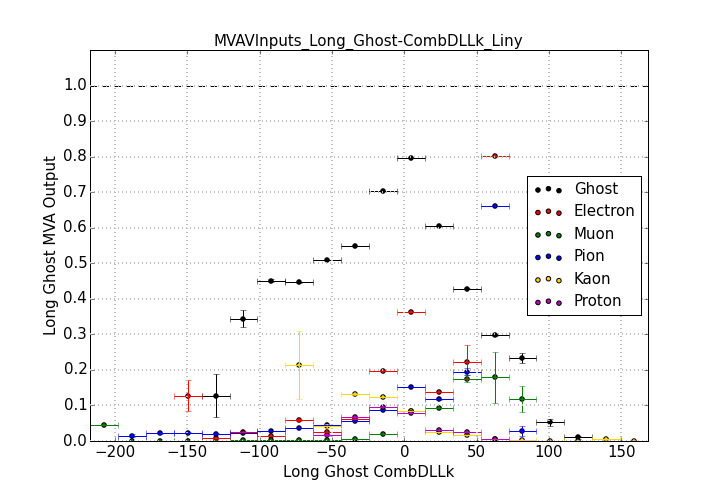 MVAVInputs_Long_Ghost-CombDLLk_Liny
Long Ghost MVA Output
1.0
0.9
0.8
0.7
0.6
0.5
0.4
0.3
0.2
0.1
0.0
Ghost
Electron
Muon
Pion
Kaon
Proton
−200 −150 −100 −50 0 50 100 150
Long Ghost CombDLLk